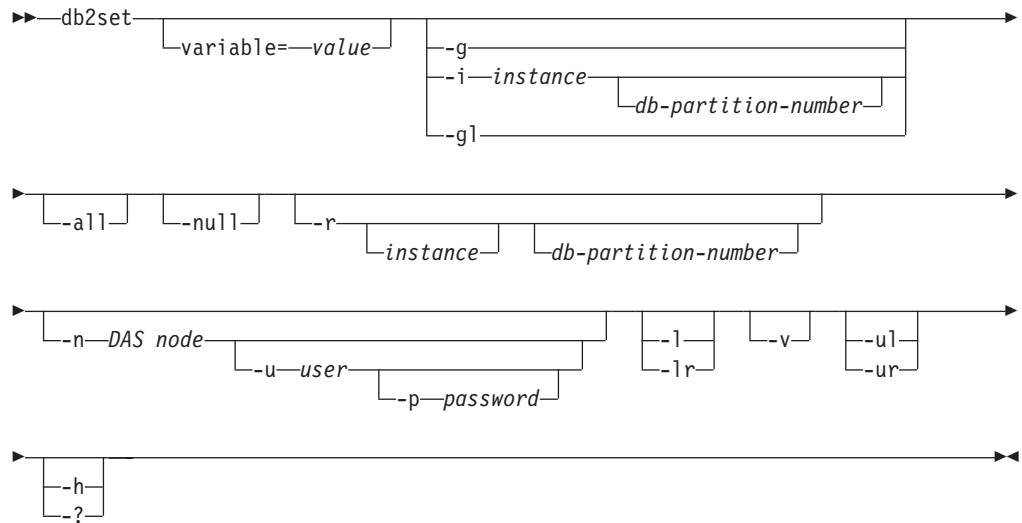 db2set
variable= value
-g
-i instance
db-partition-number
-gl
-all -null -r
instance db-partition-number
-n DAS node -l -v -ul
-u user -lr -ur
-p password
-h
-?